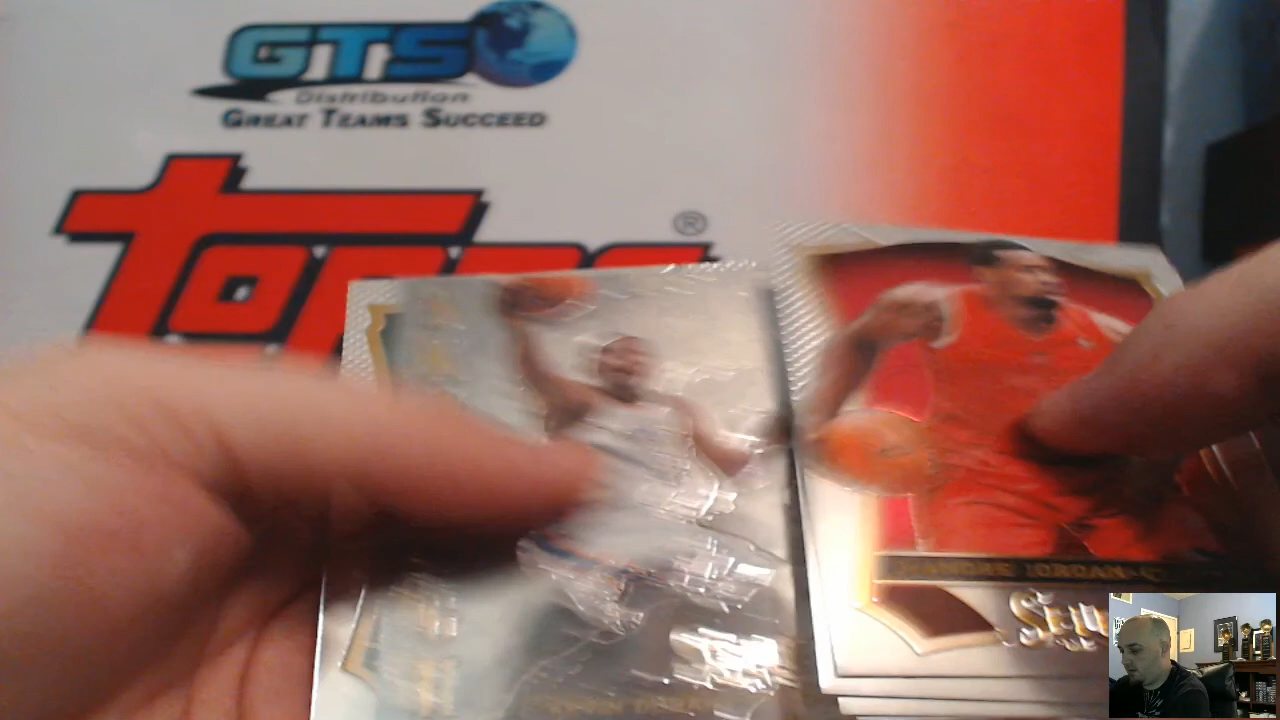 GTS
Distribution
GREAT TEAMS SUCCEED
TOPPS
®
DEANDRE JORDAN